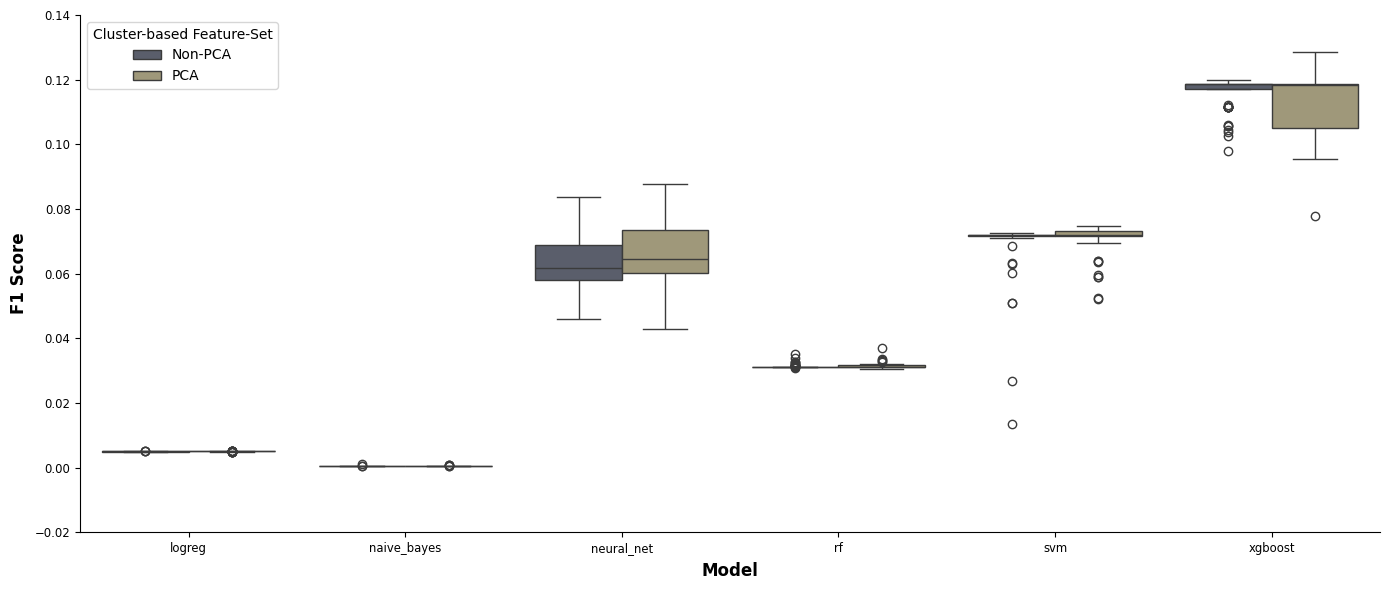 0.14
0.12
0.10
0.08
0.06
0.04
0.02
0.00
−0.02
F1 Score
Cluster-based Feature-Set
Non-PCA
PCA
logreg
naive_bayes
neural_net
rf
svm
xgboost
Model